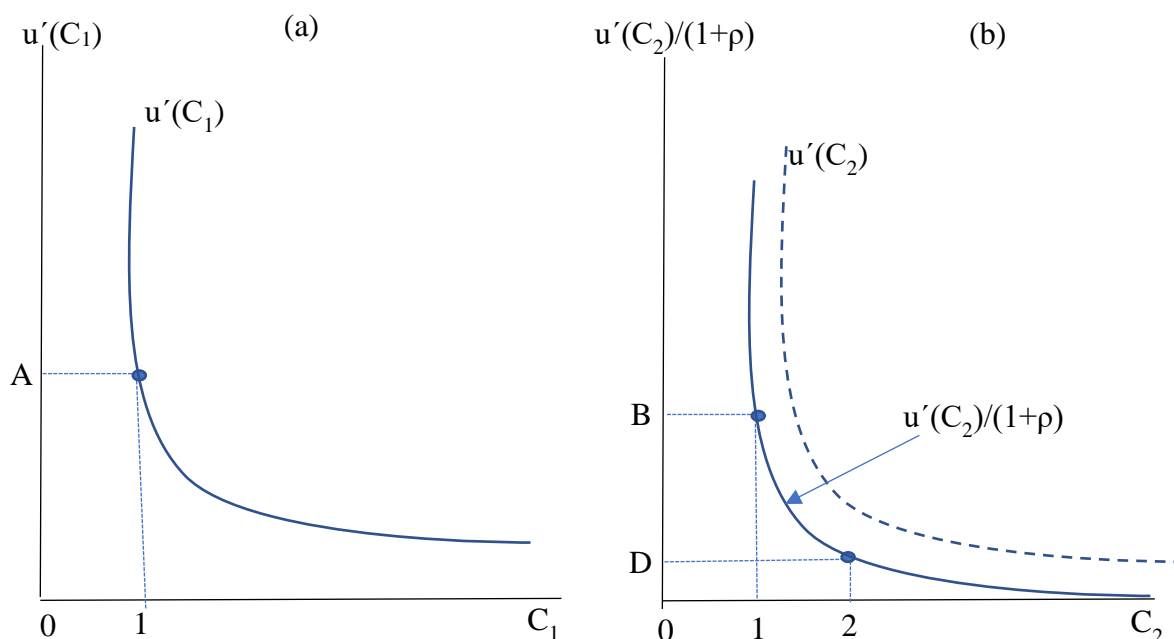 (a)
u´(C₁)
u´(C₁)
A
0
1
C₁
u´(C₂)/(1+ρ)
(b)
u´(C₂)
B
u´(C₂)/(1+ρ)
D
0
1
2
C₂